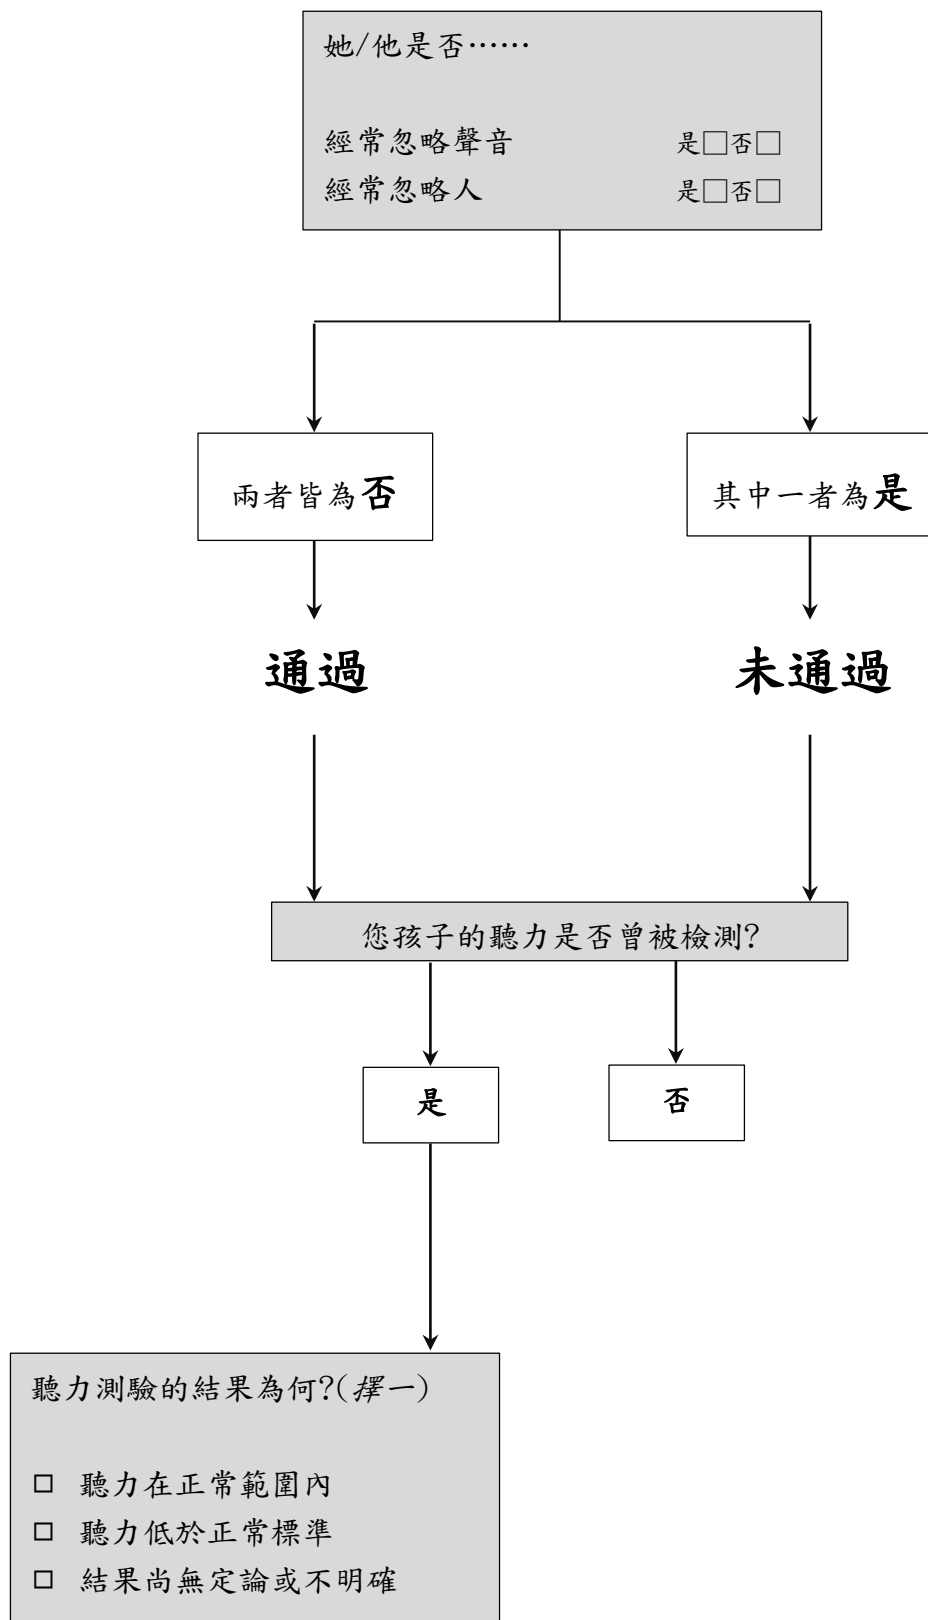 她/他是否⋯⋯
經常忽略聲音 是□否□
經常忽略人 是□否□
兩者皆為否
其中一者為是
通過
未通過
您孩子的聽力是否曾被檢測?
是
否
聽力測驗的結果為何?(擇一)
□ 聽力在正常範圍內
□ 聽力低於正常標準
□ 結果尚無定論或不明確